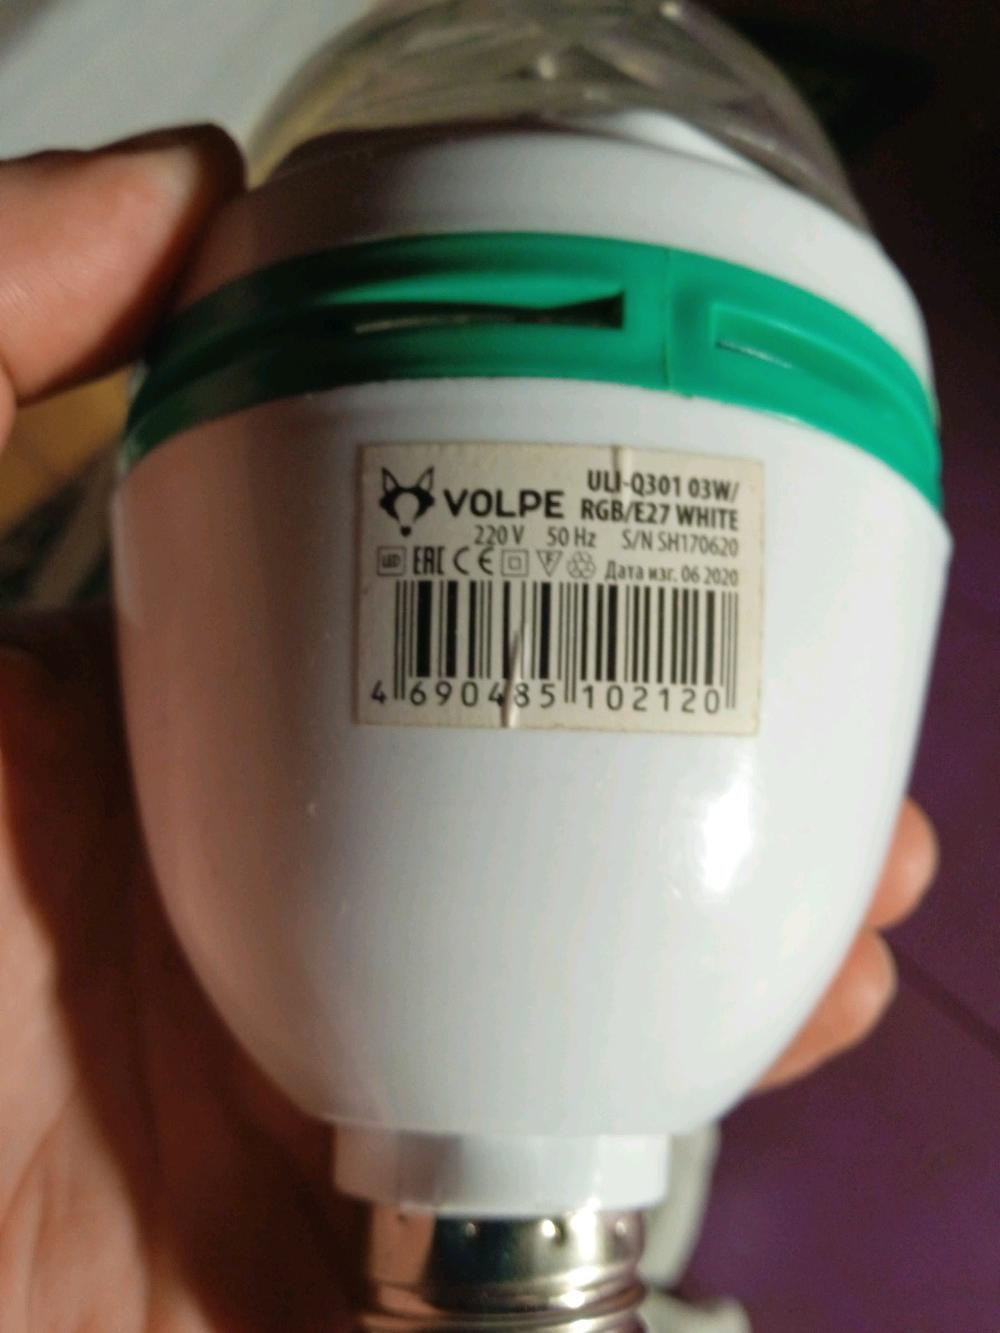 VOLPE
ULI-Q301 03W/
RGB/E27 WHITE
220 V 50 Hz S/N SH170620
LED EAC CE F Дата изг. 06 2020
4 690485 102120